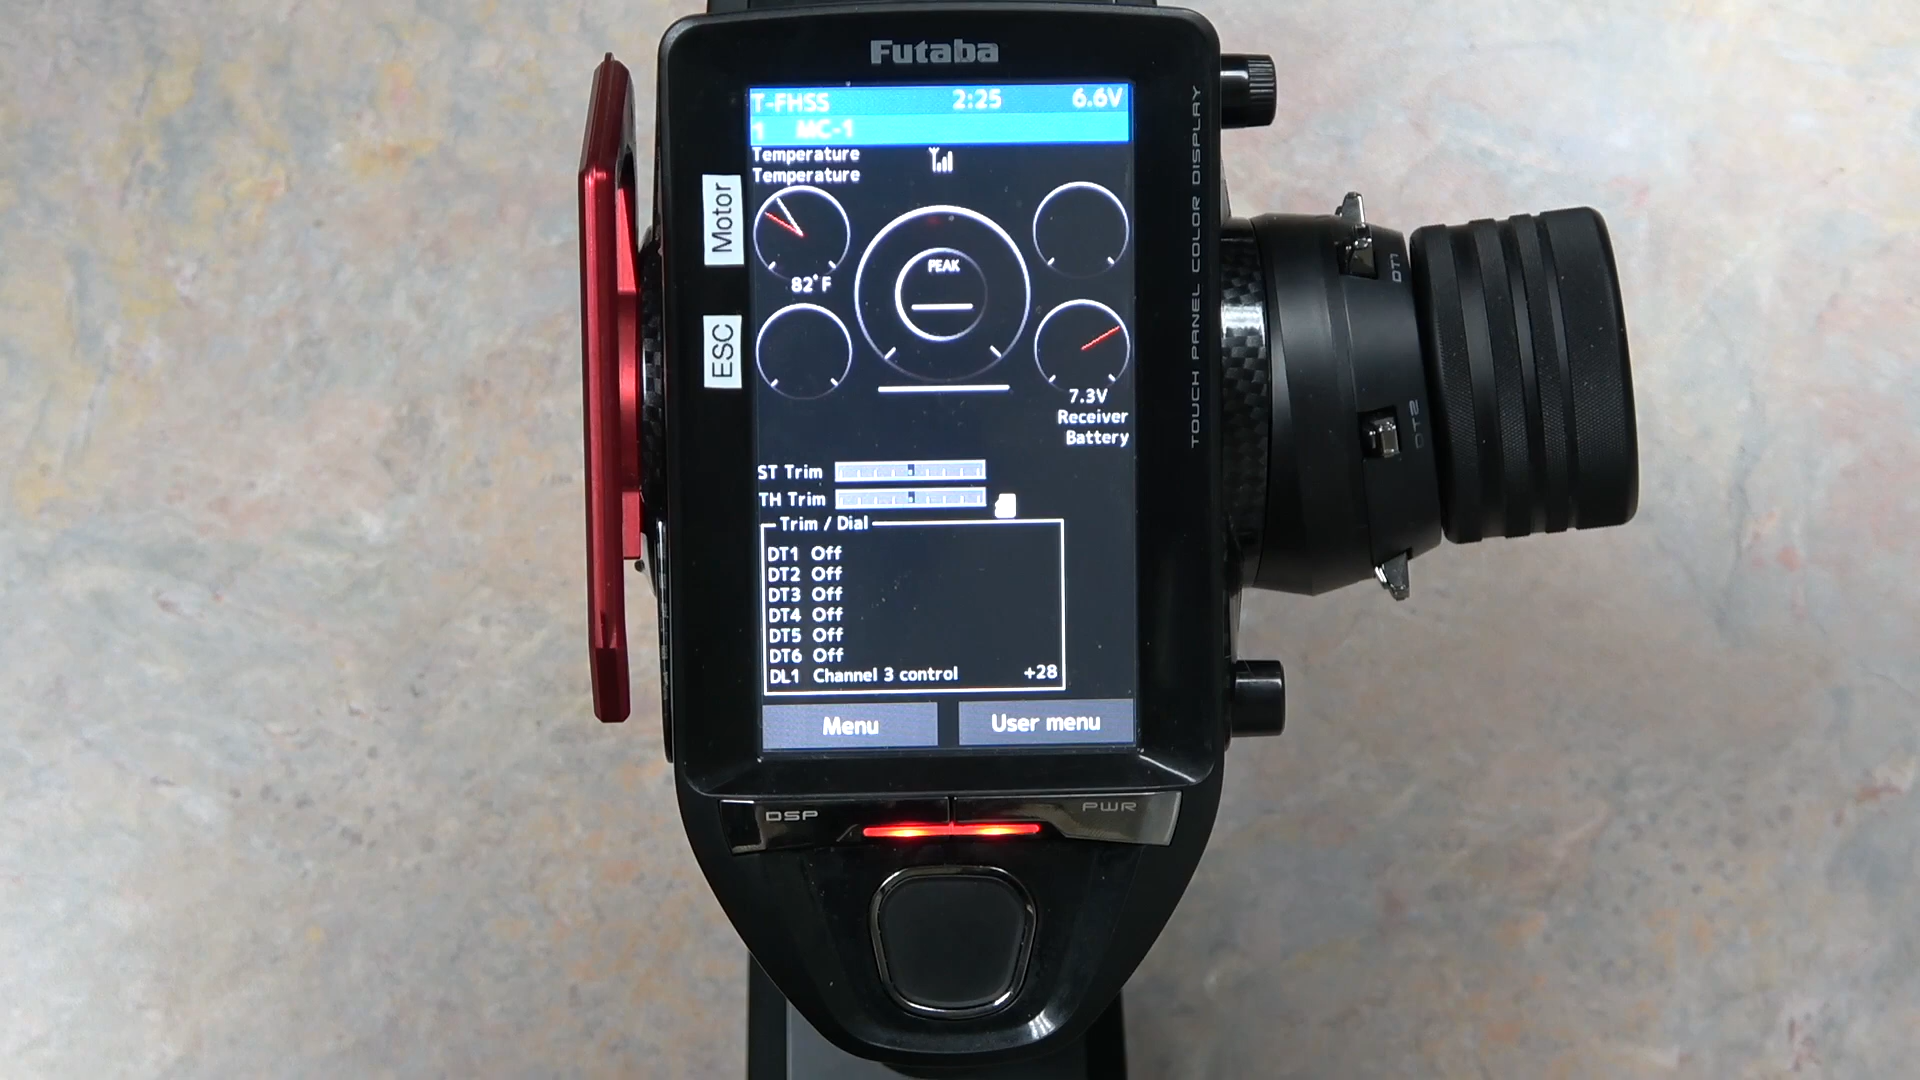 Futaba
T-FHSS 2:25 6.6V
1 MC-1
Temperature
Temperature
Motor
82°F
PEAK
ESC
7.3V
Receiver
Battery
ST Trim
TH Trim
Trim / Dial
DT1 Off
DT2 Off
DT3 Off
DT4 Off
DT5 Off
DT6 Off
DL1 Channel 3 control +28
Menu User menu
DSP PWR
TOUCH PANEL COLOR DISPLAY
DT1
DT2